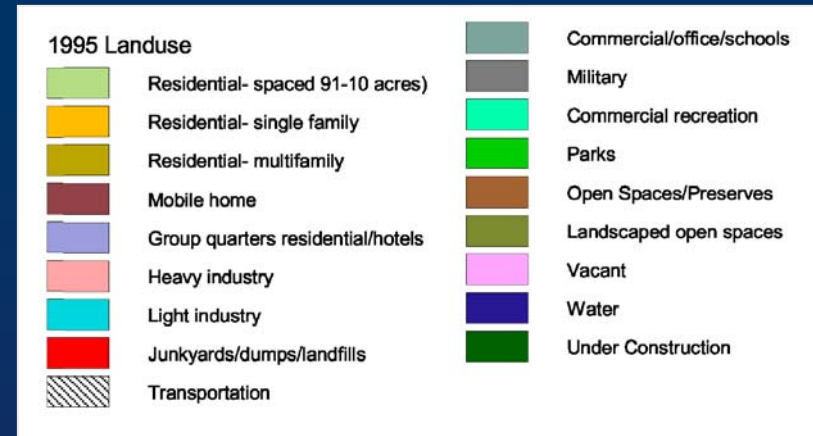 1995 Landuse
Residential- spaced 91-10 acres)
Residential- single family
Residential- multifamily
Mobile home
Group quarters residential/hotels
Heavy industry
Light industry
Junkyards/dumps/landfills
Transportation
Commercial/office/schools
Military
Commercial recreation
Parks
Open Spaces/Preserves
Landscaped open spaces
Vacant
Water
Under Construction